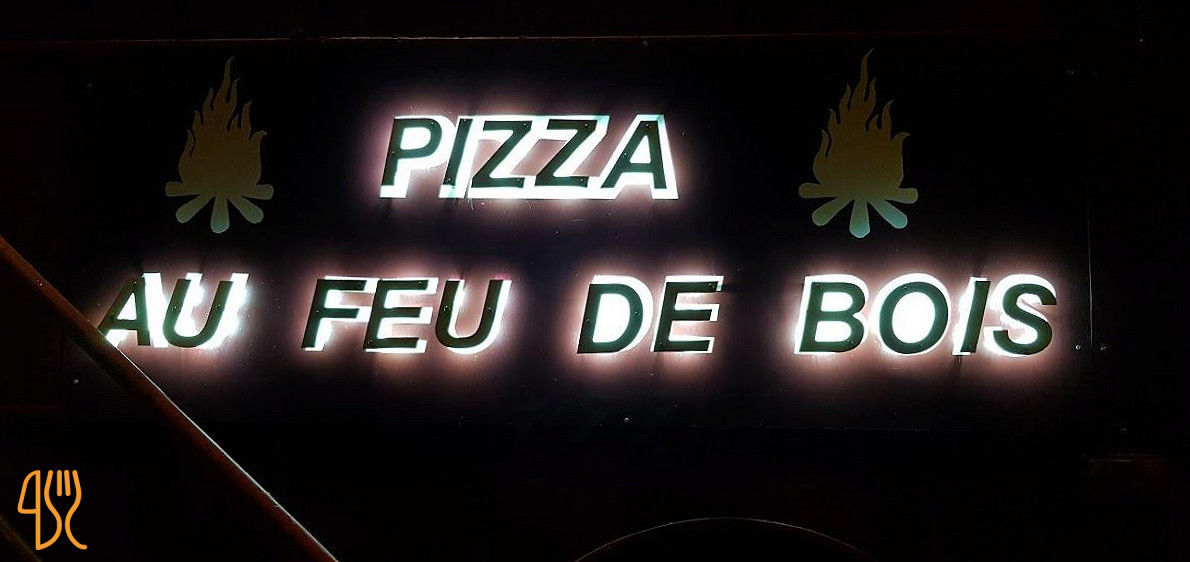 PIZZA
AU FEU DE BOIS